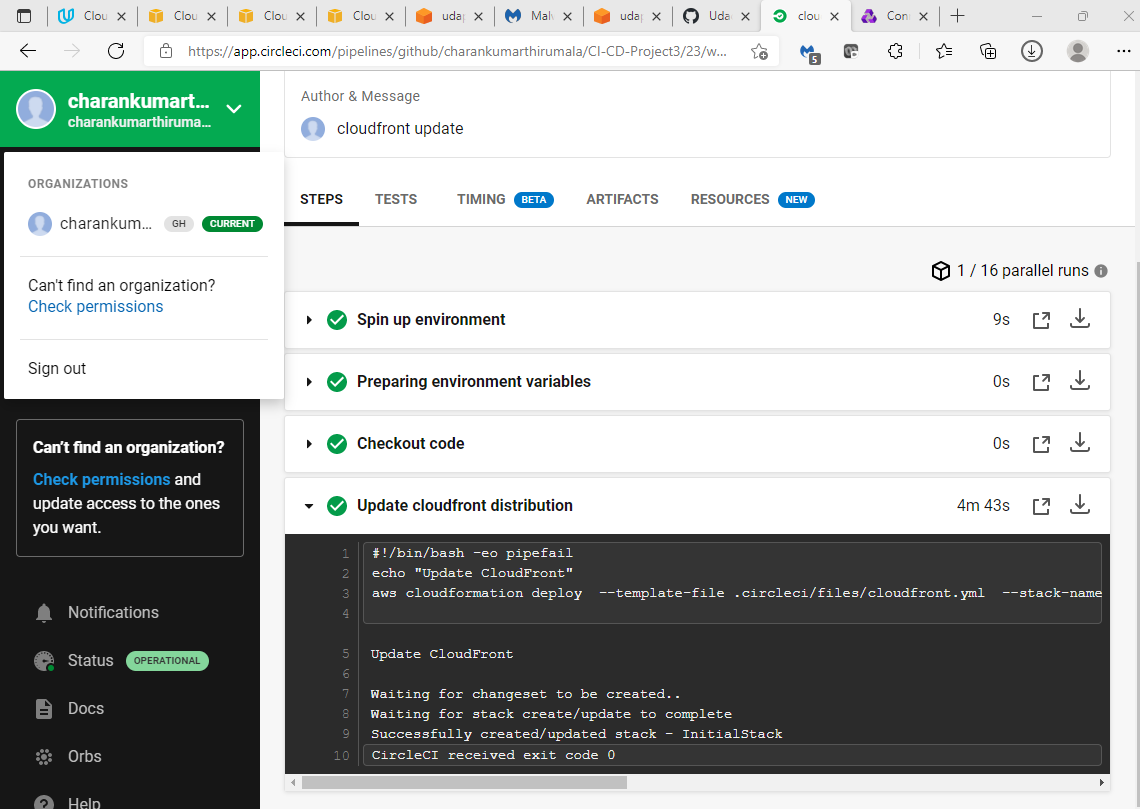 Clou
Clou
Clou
Clou
udap
Malw
udap
Udac
clou
Con
https://app.circleci.com/pipelines/github/charankumarthirumala/CI-CD-Project3/23/w...
5
charankumart...
charankumarthiruma...
ORGANIZATIONS
charankum... GH CURRENT
Can't find an organization?
Check permissions
Sign out
Can't find an organization?
Check permissions and
update access to the ones
you want.
Notifications
Status OPERATIONAL
Docs
Orbs
Help
Author & Message
cloudfront update
STEPS TESTS TIMING BETA ARTIFACTS RESOURCES NEW
1 / 16 parallel runs
Spin up environment 9s
Preparing environment variables 0s
Checkout code 0s
Update cloudfront distribution 4m 43s
1 #!/bin/bash -eo pipefail
2 echo "Update CloudFront"
3 aws cloudformation deploy --template-file .circleci/files/cloudfront.yml --stack-name
4
5 Update CloudFront
6
7 Waiting for changeset to be created..
8 Waiting for stack create/update to complete
9 Successfully created/updated stack - InitialStack
10 CircleCI received exit code 0